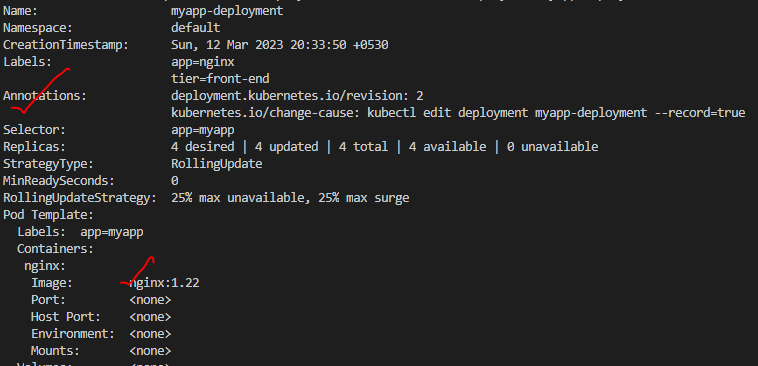 Name: myapp-deployment
Namespace: default
CreationTimestamp: Sun, 12 Mar 2023 20:33:50 +0530
Labels: app=nginx
tier=front-end
Annotations: deployment.kubernetes.io/revision: 2
kubernetes.io/change-cause: kubectl edit deployment myapp-deployment --record=true
Selector: app=myapp
Replicas: 4 desired | 4 updated | 4 total | 4 available | 0 unavailable
StrategyType: RollingUpdate
MinReadySeconds: 0
RollingUpdateStrategy: 25% max unavailable, 25% max surge
Pod Template:
Labels: app=myapp
Containers:
nginx:
Image: nginx:1.22
Port: <none>
Host Port: <none>
Environment: <none>
Mounts: <none>